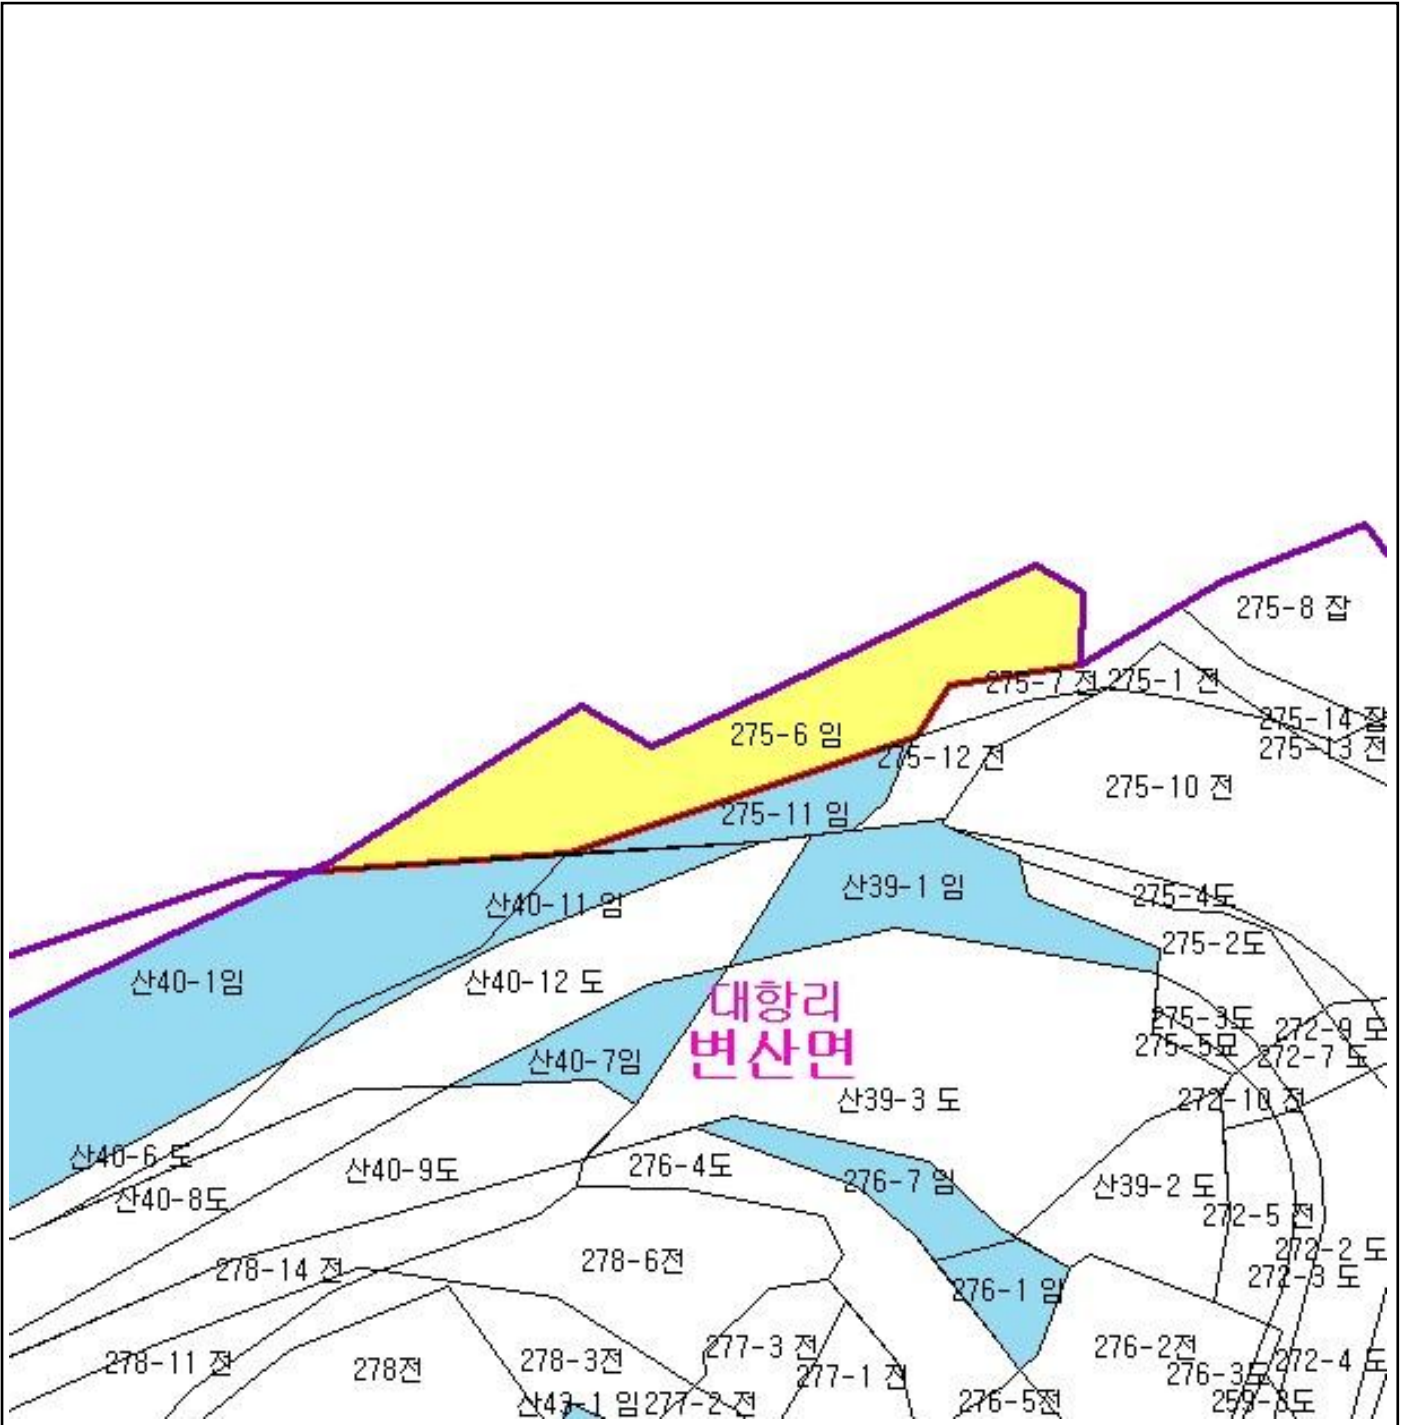 275-8 잡
275-7 전
275-1 전
275-14 잡
275-6 임
275-13 전
275-12 전
275-10 전
275-11 임
산39-1 임
275-4도
산40-11 임
275-2도
산40-1임
산40-12 도
대항리
275-3도
272-9 도
변산면
275-5묘
272-7 도
산40-7임
산39-3 도
272-10 전
산40-6 도
산40-9도
276-4도
276-7 임
산39-2 도
산40-8도
272-5 전
272-2 도
278-14 전
278-6전
272-3 도
276-1 임
277-3 전
276-2전
278-11 전
278전
278-3전
277-1 전
276-3도
272-4 도
산43-1 임
277-2 전
276-5전
259-3도